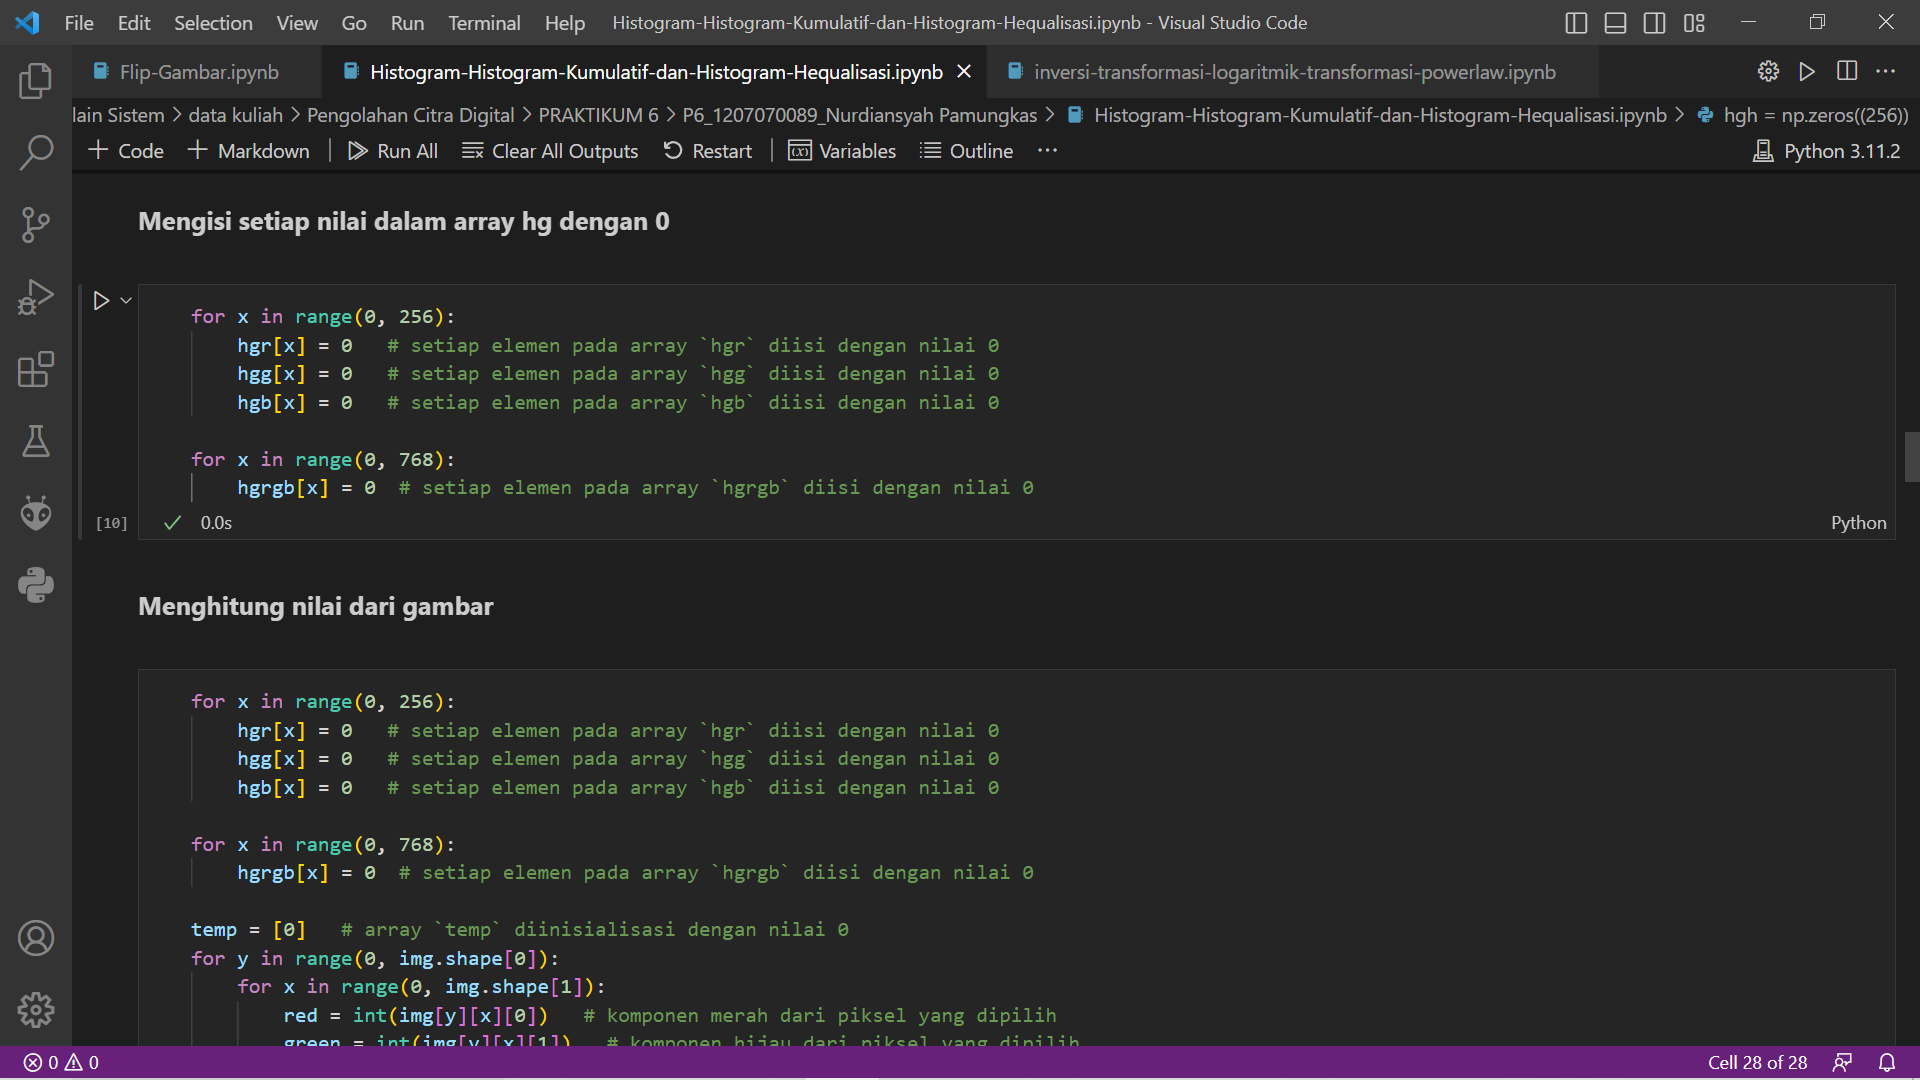 File Edit Selection View Go Run Terminal Help Histogram-Histogram-Kumulatif-dan-Histogram-Hequalisasi.ipynb - Visual Studio Code
Flip-Gambar.ipynb Histogram-Histogram-Kumulatif-dan-Histogram-Hequalisasi.ipynb inversi-transformasi-logaritmik-transformasi-powerlaw.ipynb
lain Sistem > data kuliah > Pengolahan Citra Digital > PRAKTIKUM 6 > P6_1207070089_Nurdiansyah Pamungkas > Histogram-Histogram-Kumulatif-dan-Histogram-Hequalisasi.ipynb > hgh = np.zeros((256))
+ Code + Markdown | Run All Clear All Outputs Restart | Variables Outline ... Python 3.11.2
Mengisi setiap nilai dalam array hg dengan 0
for x in range(0, 256):
    hgr[x] = 0   # setiap elemen pada array `hgr` diisi dengan nilai 0
    hgg[x] = 0   # setiap elemen pada array `hgg` diisi dengan nilai 0
    hgb[x] = 0   # setiap elemen pada array `hgb` diisi dengan nilai 0
for x in range(0, 768):
    hgrgb[x] = 0  # setiap elemen pada array `hgrgb` diisi dengan nilai 0
[10] 0.0s Python
Menghitung nilai dari gambar
for x in range(0, 256):
    hgr[x] = 0   # setiap elemen pada array `hgr` diisi dengan nilai 0
    hgg[x] = 0   # setiap elemen pada array `hgg` diisi dengan nilai 0
    hgb[x] = 0   # setiap elemen pada array `hgb` diisi dengan nilai 0
for x in range(0, 768):
    hgrgb[x] = 0  # setiap elemen pada array `hgrgb` diisi dengan nilai 0
temp = [0]   # array `temp` diinisialisasi dengan nilai 0
for y in range(0, img.shape[0]):
    for x in range(0, img.shape[1]):
        red = int(img[y][x][0])   # komponen merah dari piksel yang dipilih
        green = int(img[y][x][1])   # komponen hijau dari piksel yang dipilih
0 0 Cell 28 of 28